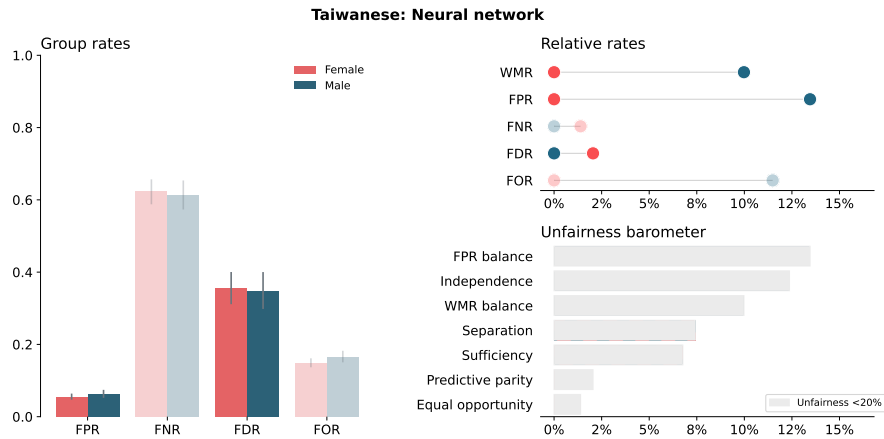 Taiwanese: Neural network
Group rates
1.0
0.8
0.6
0.4
0.2
0.0
FPR
FNR
FDR
FOR
Female
Male
Relative rates
WMR
FPR
FNR
FDR
FOR
0%
2%
5%
8%
10%
12%
15%
Unfairness barometer
FPR balance
Independence
WMR balance
Separation
Sufficiency
Predictive parity
Equal opportunity
Unfairness <20%
0%
2%
5%
8%
10%
12%
15%